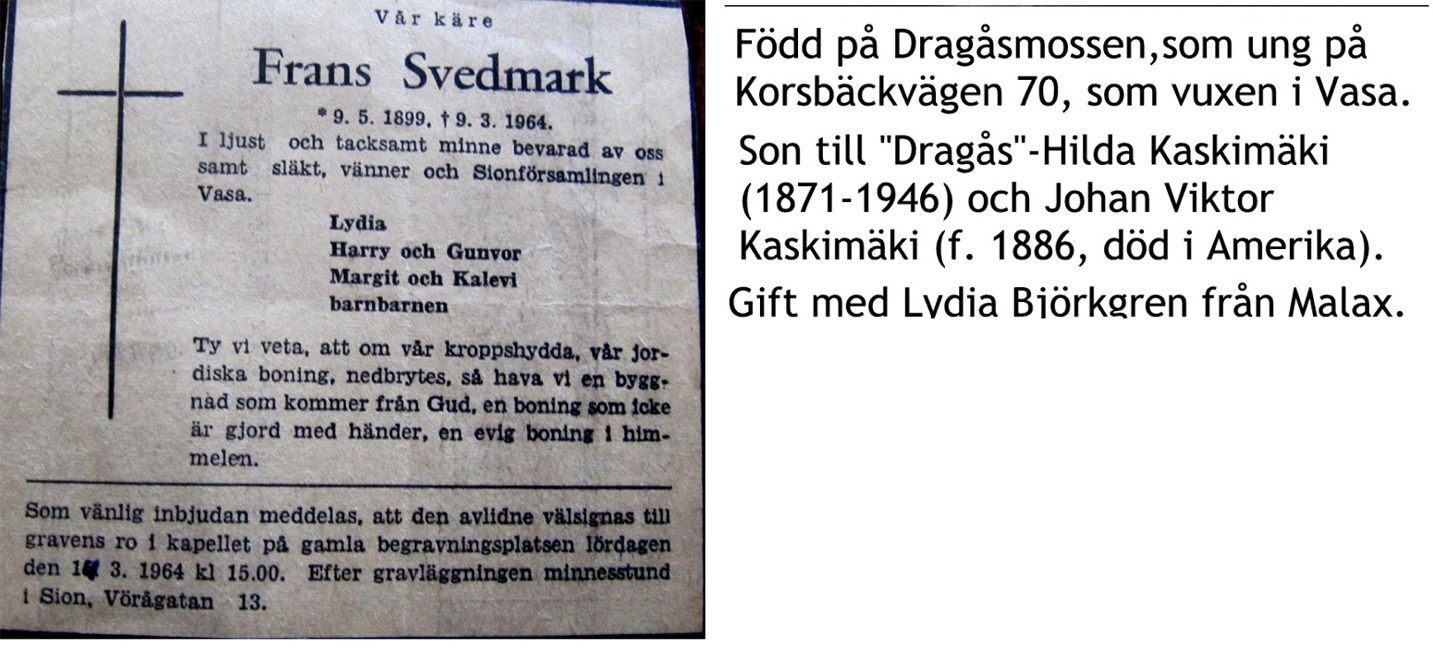 Vår käre
Frans Svedmark
* 9. 5. 1899, † 9. 3. 1964.
I ljust och tacksamt minne bevarad av oss
samt släkt, vänner och Sionförsamlingen i
Vasa.
Lydia
Harry och Gunvor
Margit och Kalevi
barnbarnen
Ty vi veta, att om vår kroppshydda, vår jor-
diska boning, nedbrytes, så hava vi en bygg-
nad som kommer från Gud, en boning som icke
är gjord med händer, en evig boning i him-
melen.
Som vänlig inbjudan meddelas, att den avlidne välsignas till
gravens ro i kapellet på gamla begravningsplatsen lördagen
den 14 3. 1964 kl 15.00. Efter gravläggningen minnesstund
i Sion, Vörågatan 13.
Född på Dragåsmossen,som ung på
Korsbäckvägen 70, som vuxen i Vasa.
Son till "Dragås"-Hilda Kaskimäki
(1871-1946) och Johan Viktor
Kaskimäki (f. 1886, död i Amerika).
Gift med Lydia Björkgren från Malax.